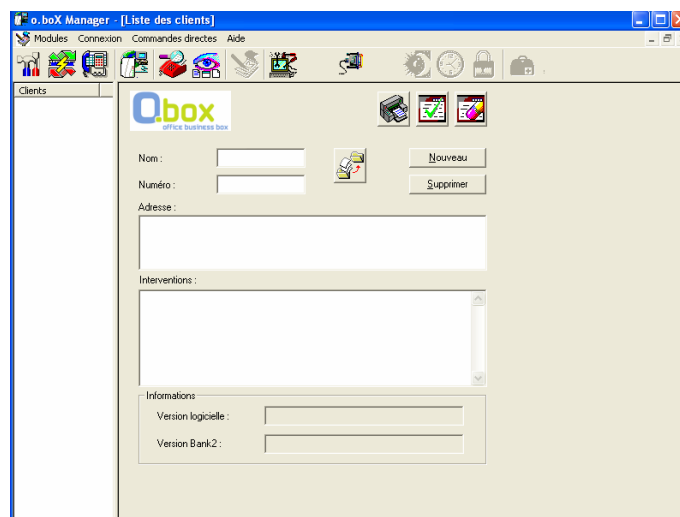 o.boX Manager - [Liste des clients]
Modules Connexion Commandes directes Aide
Clients
O.box
office business box
Nom :
Nouveau
Numéro :
Supprimer
Adresse :
Interventions :
Informations
Version logicielle :
Version Bank2 :